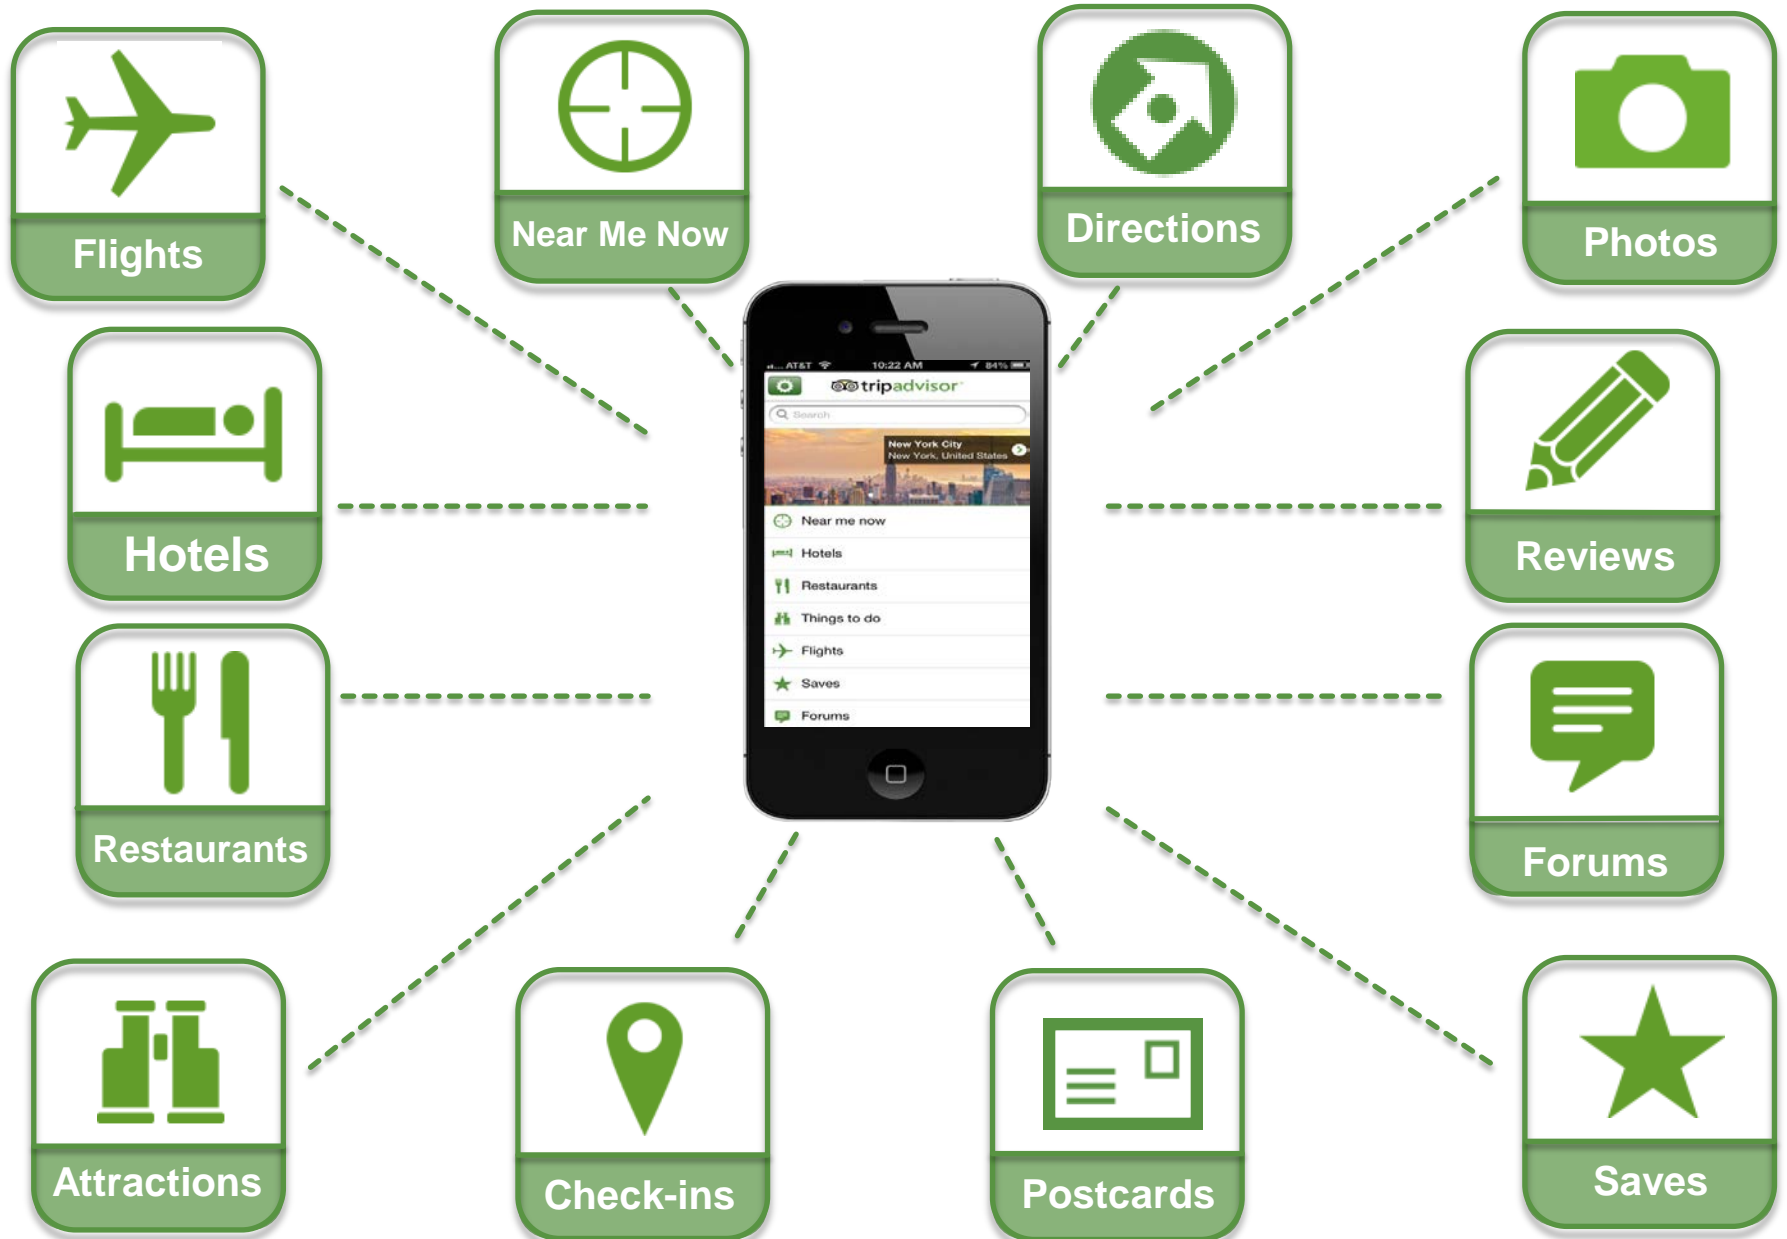 Flights
Near Me Now
Directions
Photos
AT&T 10:22 AM 84%
tripadvisor
Search
New York City
New York, United States
Near me now
Hotels
Restaurants
Things to do
Flights
Saves
Forums
Hotels
Reviews
Restaurants
Forums
Attractions
Check-ins
Postcards
Saves